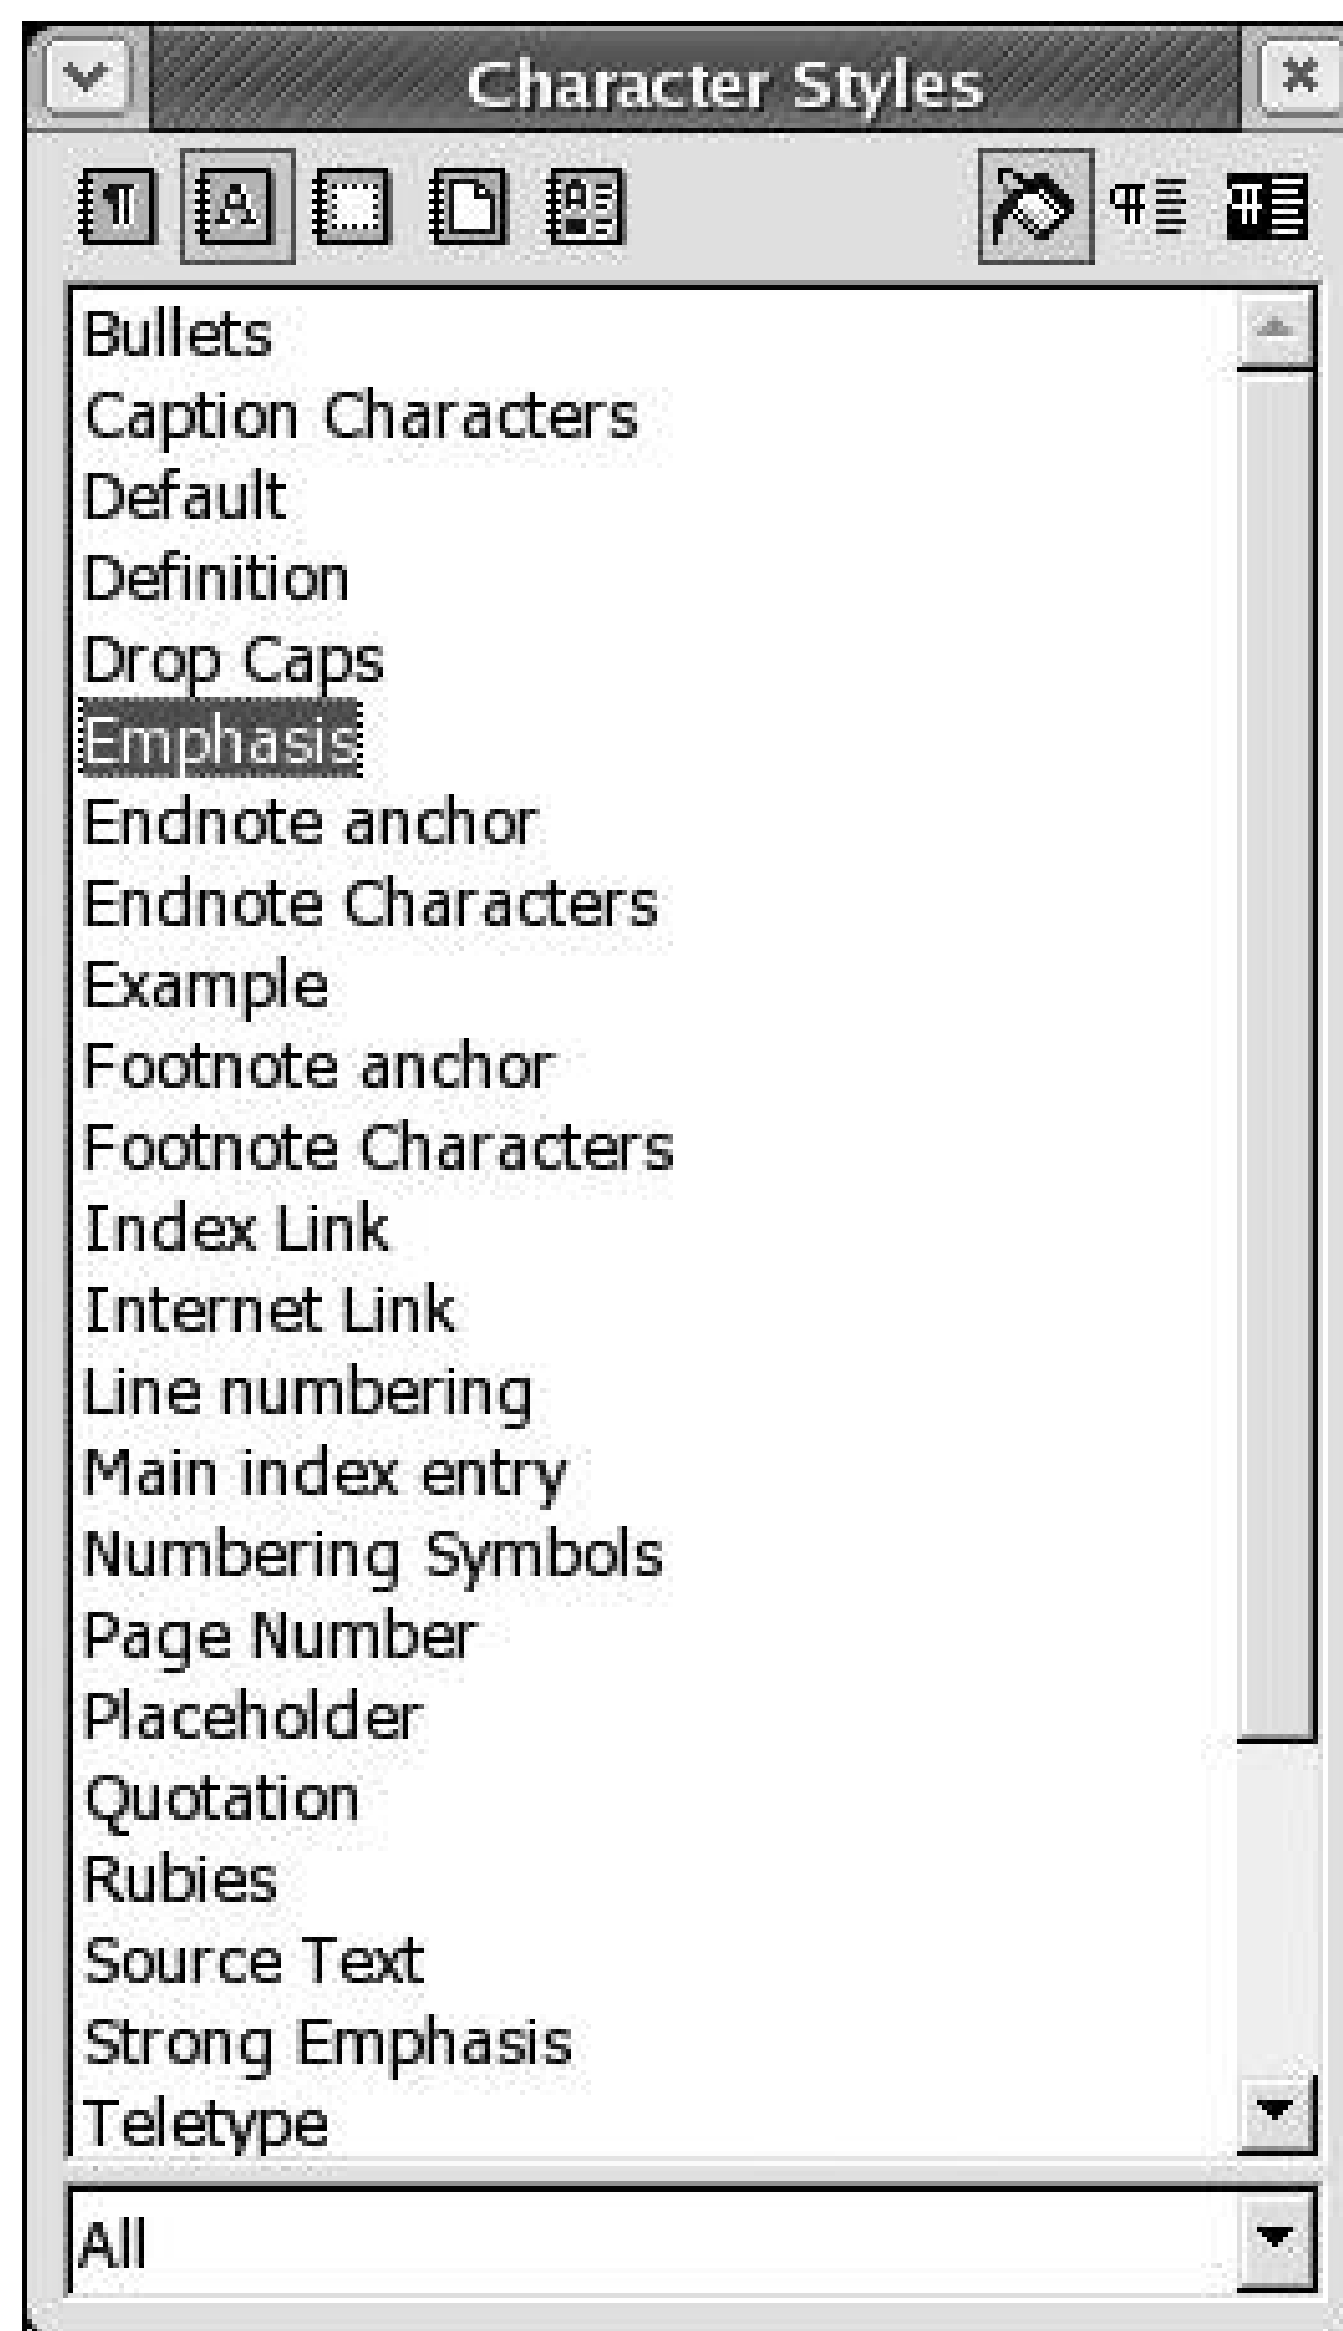 Character Styles
Bullets
Caption Characters
Default
Definition
Drop Caps
Emphasis
Endnote anchor
Endnote Characters
Example
Footnote anchor
Footnote Characters
Index Link
Internet Link
Line numbering
Main index entry
Numbering Symbols
Page Number
Placeholder
Quotation
Rubies
Source Text
Strong Emphasis
Teletype
All